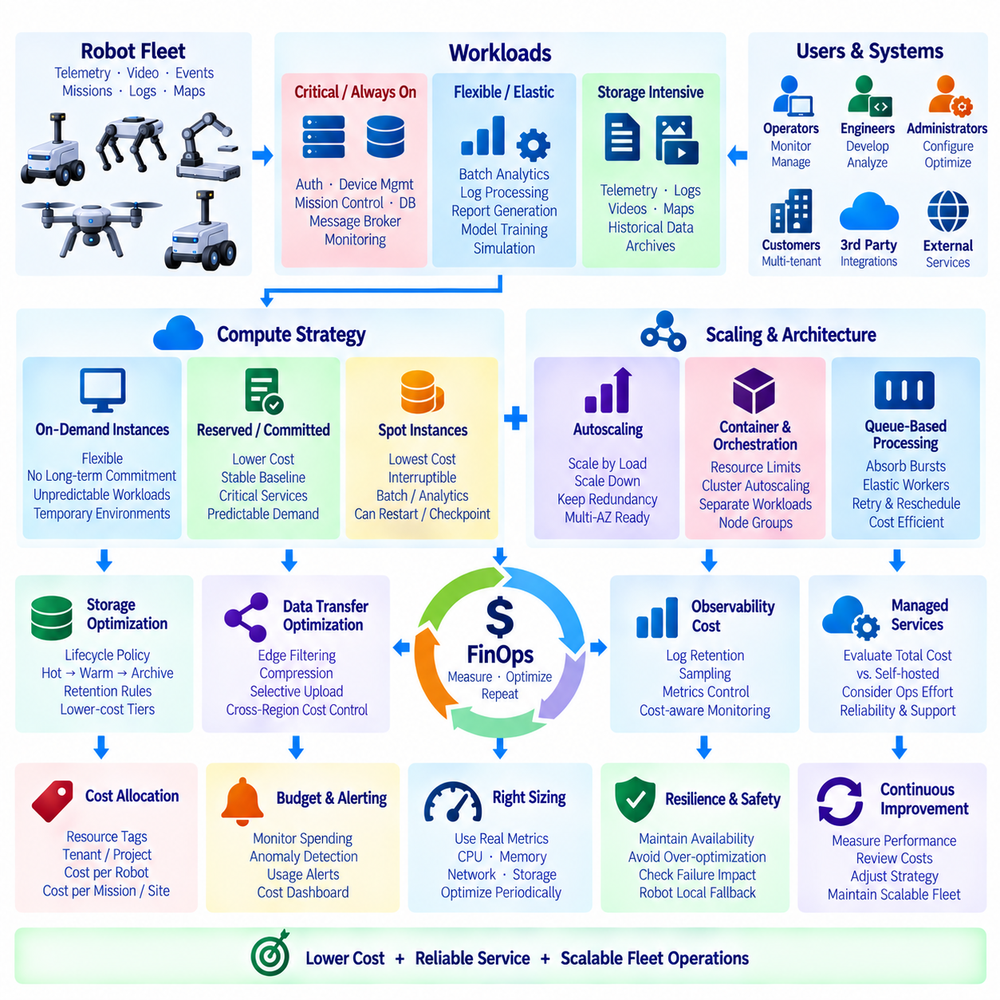 Robot Fleet
Telemetry · Video · Events
Missions · Logs · Maps
Workloads
Critical / Always On
Auth · Device Mgmt
Mission Control · DB
Message Broker
Monitoring
Flexible / Elastic
Batch Analytics
Log Processing
Report Generation
Model Training
Simulation
Storage Intensive
Telemetry · Logs
Videos · Maps
Historical Data
Archives
Users & Systems
Operators
Monitor
Manage
Engineers
Develop
Analyze
Administrators
Configure
Optimize
Customers
Multi-tenant
3rd Party
Integrations
External
Services
Compute Strategy
On-Demand Instances
Flexible
No Long-term Commitment
Unpredictable Workloads
Temporary Environments
Reserved / Committed
Lower Cost
Stable Baseline
Critical Services
Predictable Demand
Spot Instances
Lowest Cost
Interruptible
Batch / Analytics
Can Restart / Checkpoint
Scaling & Architecture
Autoscaling
Scale by Load
Scale Down
Keep Redundancy
Multi-AZ Ready
Container &
Orchestration
Resource Limits
Cluster Autoscaling
Separate Workloads
Node Groups
Queue-Based
Processing
Absorb Bursts
Elastic Workers
Retry & Reschedule
Cost Efficient
Storage
Optimization
Lifecycle Policy
Hot → Warm → Archive
Retention Rules
Lower-cost Tiers
Data Transfer
Optimization
Edge Filtering
Compression
Selective Upload
Cross-Region Cost Control
$
FinOps
Measure · Optimize
Repeat
Observability
Cost
Log Retention
Sampling
Metrics Control
Cost-aware Monitoring
Managed
Services
Evaluate Total Cost
vs. Self-hosted
Consider Ops Effort
Reliability & Support
Cost Allocation
Resource Tags
Tenant / Project
Cost per Robot
Cost per Mission / Site
Budget & Alerting
Monitor Spending
Anomaly Detection
Usage Alerts
Cost Dashboard
Right Sizing
Use Real Metrics
CPU · Memory
Network · Storage
Optimize Periodically
Resilience & Safety
Maintain Availability
Avoid Over-optimization
Check Failure Impact
Robot Local Fallback
Continuous
Improvement
Measure Performance
Review Costs
Adjust Strategy
Maintain Scalable Fleet
Lower Cost + Reliable Service + Scalable Fleet Operations